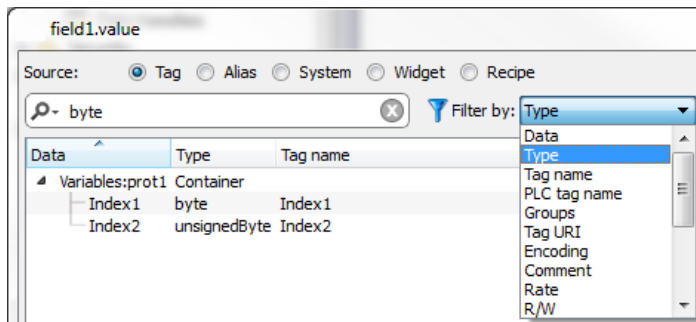 field1.value
Source: Tag Alias System Widget Recipe
byte Filter by: Type
Data Type Tag name
Variables:prot1 Container
Index1 byte Index1
Index2 unsignedByte Index2
Data
Type
Tag name
PLC tag name
Groups
Tag URI
Encoding
Comment
Rate
R/W